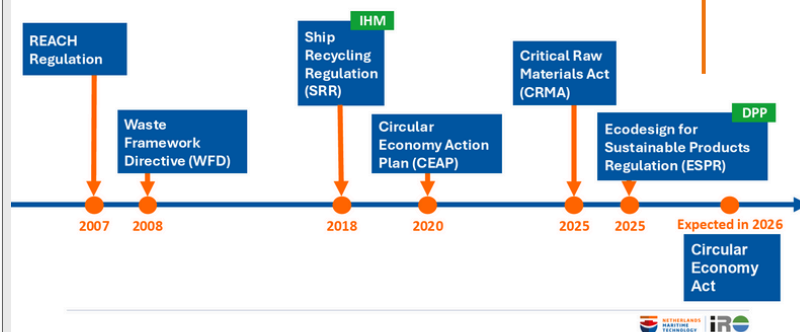 REACH
Regulation
Waste
Framework
Directive (WFD)
IHM
Ship
Recycling
Regulation
(SRR)
Circular
Economy Action
Plan (CEAP)
Critical Raw
Materials Act
(CRMA)
DPP
Ecodesign for
Sustainable Products
Regulation (ESPR)
2007
2008
2018
2020
2025
2025
Expected in 2026
Circular
Economy
Act
NETHERLANDS
MARITIME
TECHNOLOGY
iRO